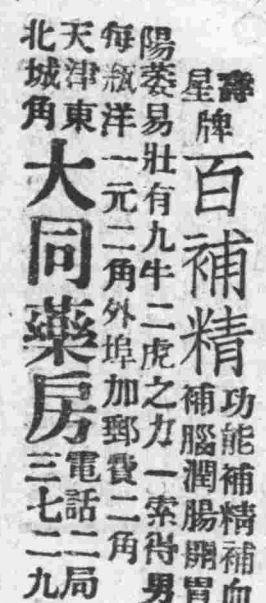 壽星牌
百補精
功能補精補血
補腦潤腸開胃
陽萎易壯有九牛二虎之力一索得男
每瓶洋一元二角外埠加郵費二角
天津東北城角
大同藥房
電話二局三七二九